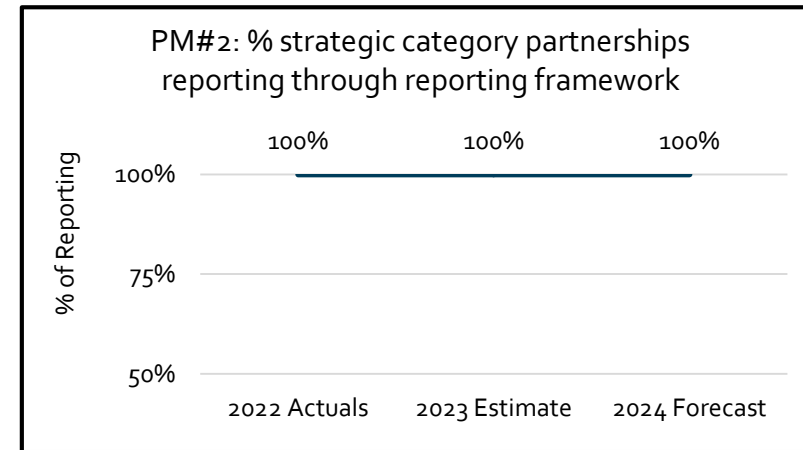 PM#2: % strategic category partnerships
reporting through reporting framework
100% 100% 100%
% of Reporting
100%
75%
50%
2022 Actuals 2023 Estimate 2024 Forecast